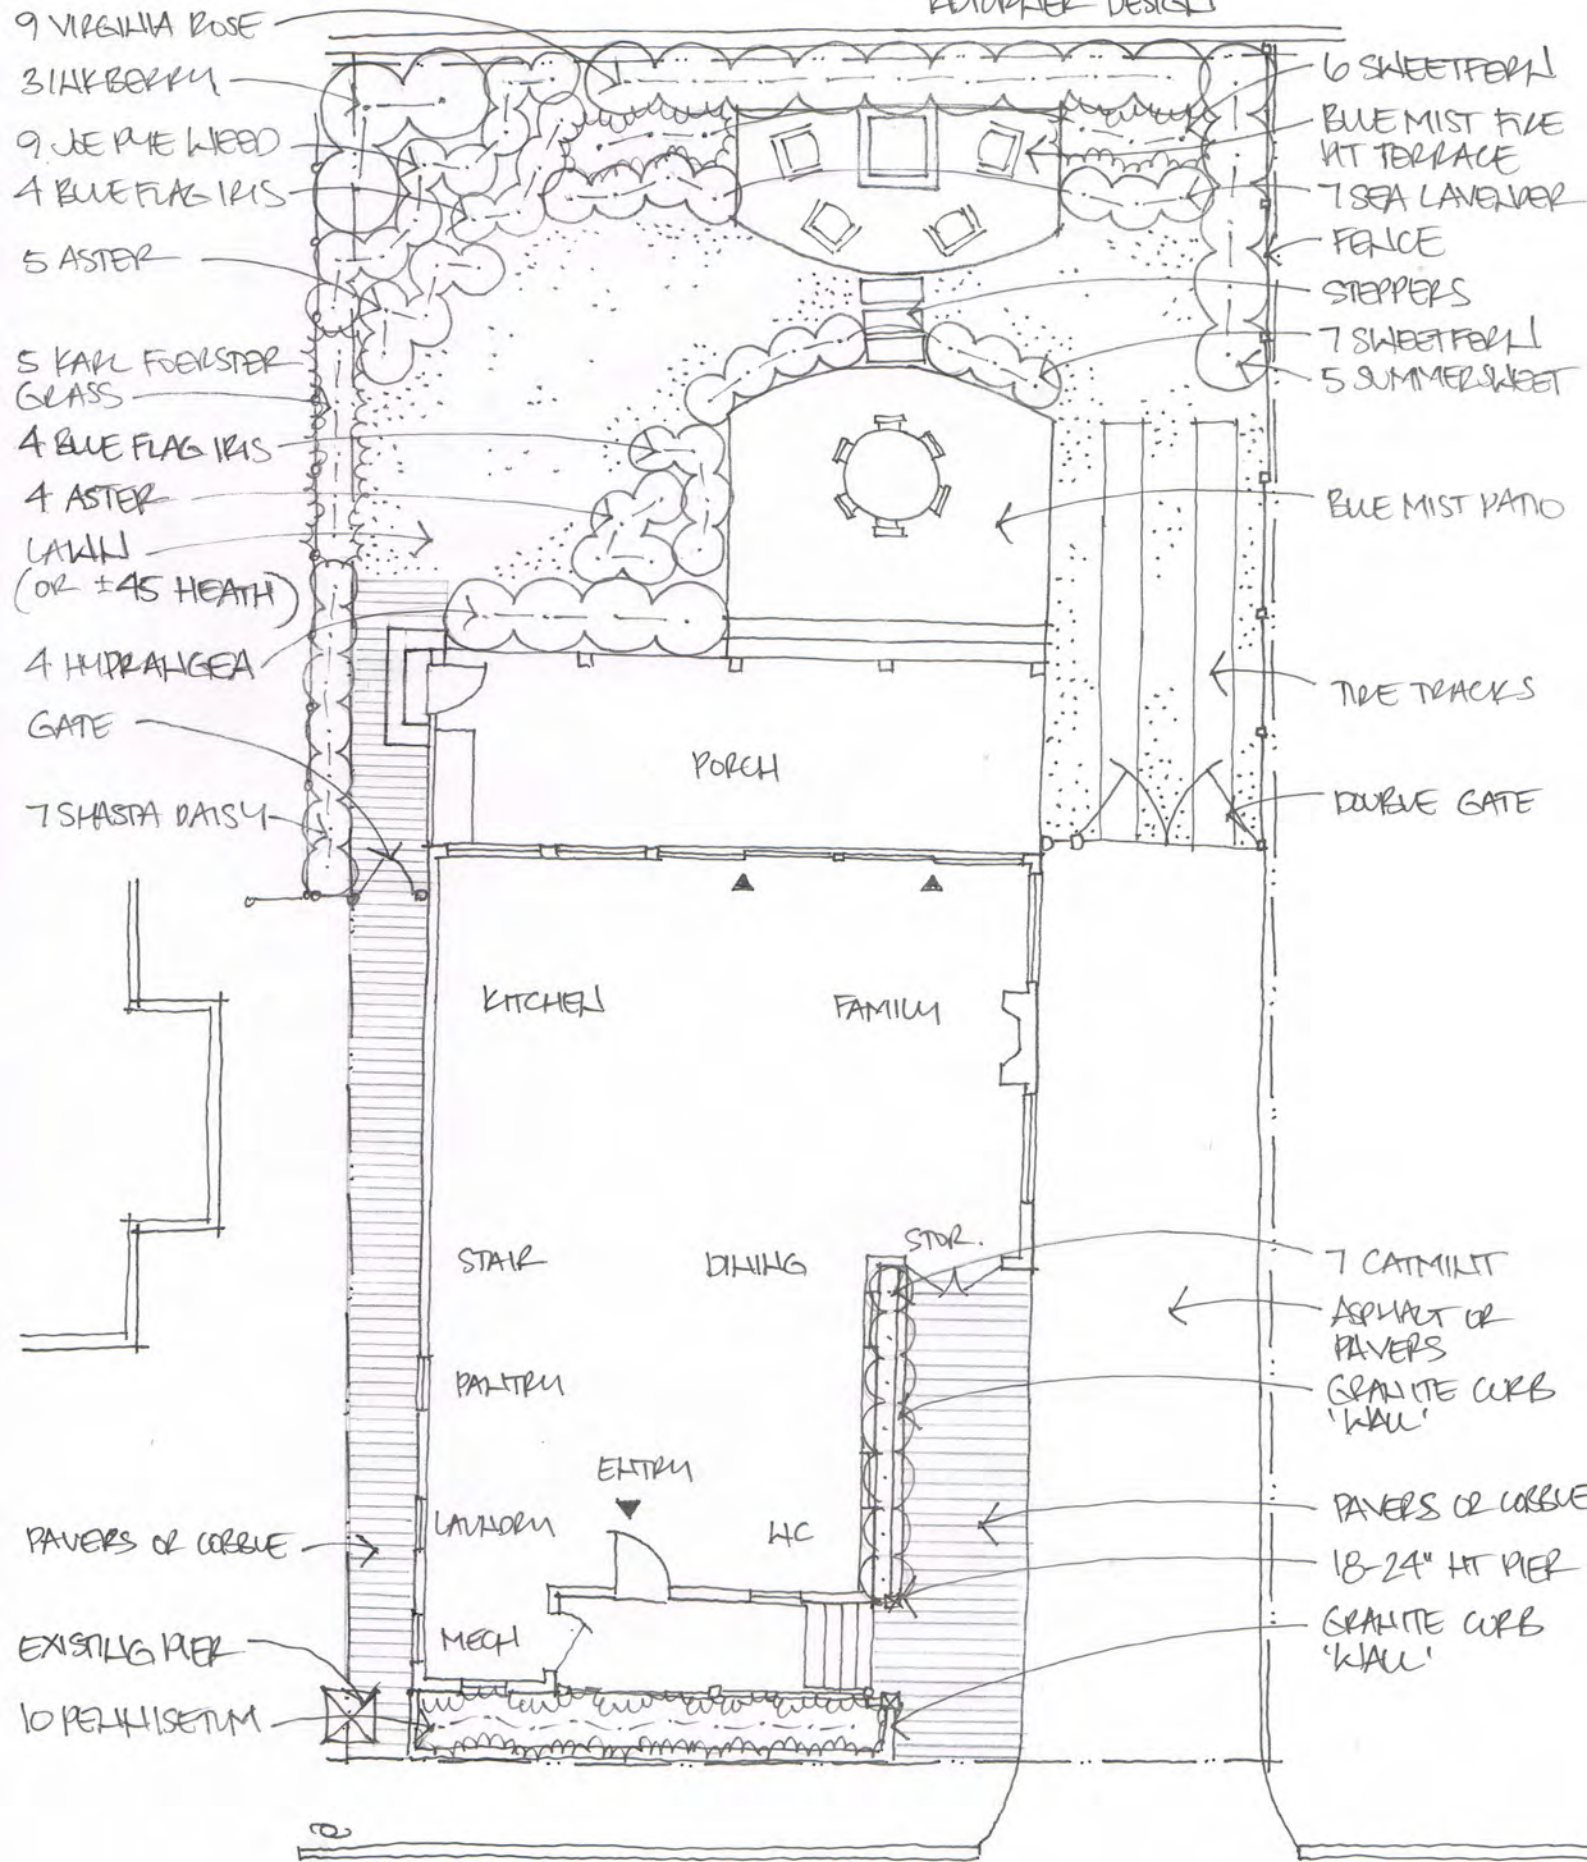 DESIGN
9 VIRGINIA ROSE
3 INKBERRY
9 JOE PYE WEED
4 BLUE FLAG IRIS
5 ASTER
5 KARL FOERSTER
GRASS
4 BLUE FLAG IRIS
4 ASTER
LAWN
(OR ±45 HEATH)
4 HYDRANGEA
GATE
7 SHASTA DAISY
PAVERS OR COBBLE
EXISTING PIER
10 PENNISETUM
PORCH
KITCHEN
FAMILY
STAIR
DINING
STOR.
PANTRY
ENTRY
LAUNDRY
WC
MECH
6 SWEETFERN
BLUE MIST FIRE
PIT TERRACE
7 SEA LAVENDER
FENCE
STEPPERS
7 SWEETFERN
5 SUMMERSWEET
BLUE MIST PATIO
TIRE TRACKS
DOUBLE GATE
7 CATMINT
ASPHALT OR
PAVERS
GRANITE CURB
'WALL'
PAVERS OR COBBLE
18-24" HT PIER
GRANITE CURB
'WALL'